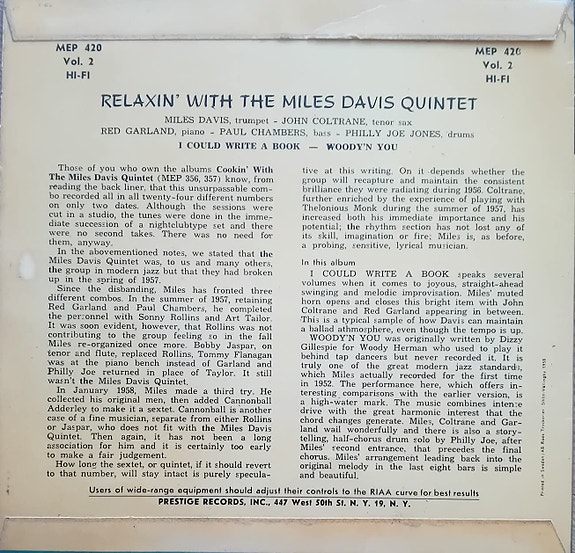 MEP 420
Vol. 2
HI-FI
MEP 420
Vol. 2
HI-FI
RELAXIN' WITH THE MILES DAVIS QUINTET
MILES DAVIS, trumpet - JOHN COLTRANE, tenor sax
RED GARLAND, piano - PAUL CHAMBERS, bass - PHILLY JOE JONES, drums
I COULD WRITE A BOOK — WOODY'N YOU
Those of you who own the albums Cookin' With
The Miles Davis Quintet (MEP 356, 357) know, from
reading the back liner, that this unsurpassable com-
bo recorded all in all twenty-four different numbers
on only two dates. Although the sessions were
cut in a studio, the tunes were done in the imme-
diate succession of a nightclubtype set and there
were no second takes. There was no need for
them, anyway.
In the abovementioned notes, we stated that the
Miles Davis Quintet was, to us and many others,
the group in modern jazz but that they had broken
up in the spring of 1957.
Since the disbanding, Miles has fronted three
different combos. In the summer of 1957, retaining
Red Garland and Paul Chambers, he completed
the personnel with Sonny Rollins and Art Tailor.
It was soon evident, however, that Rollins was not
contributing to the group feeling so in the fall
Miles re-organized once more. Bobby Jaspar, on
tenor and flute, replaced Rollins, Tommy Flanagan
was at the piano bench instead of Garland and
Philly Joe returned in place of Taylor. It still
wasn't the Miles Davis Quintet.
In January 1958, Miles made a third try. He
collected his original men, then added Cannonball
Adderley to make it a sextet. Cannonball is another
case of a fine musician, separate from either Rollins
or Jaspar, who does not fit with the Miles Davis
Quintet. Then again, it has not been a long
association for him and it is certainly too early
to make a fair judgement.
How long the sextet, or quintet, if it should revert
to that number, will stay intact is purely specula-
tive at this writing. On it depends whether the
group will recapture and maintain the consistent
brilliance they were radiating during 1956. Coltrane,
further enriched by the experience of playing with
Thelonious Monk during the summer of 1957, has
increased both his immediate importance and his
potential; the rhythm section has not lost any of
its skill, imagination or fire; Miles is, as before,
a probing, sensitive, lyrical musician.
In this album
I COULD WRITE A BOOK speaks several
volumes when it comes to joyous, straight-ahead
swinging and melodic improvisation. Miles' muted
horn opens and closes this bright item with John
Coltrane and Red Garland appearing in between.
This is a typical sample of how Davis can maintain
a ballad athmorphere, even though the tempo is up.
WOODY'N YOU was originally written by Dizzy
Gillespie for Woody Herman who used to play it
behind tap dancers but never recorded it. It is
truly one of the great modern jazz standards,
which Miles actually recorded for the first time
in 1952. The performance here, which offers in-
teresting comparisons with the earlier version, is
a high-water mark. The music combines intense
drive with the great harmonic interest that the
chord changes generate. Miles, Coltrane and Gar-
land wail wonderfully and there is also a story-
telling, half-chorus drum solo by Philly Joe, after
Miles' second entrance, that precedes the final
chorus. Miles' arrangement leading back into the
original melody in the last eight bars is simple
and beautiful.
Users of wide-range equipment should adjust their controls to the RIAA curve for best results
PRESTIGE RECORDS, INC., 447 West 50th St. N. Y. 19, N. Y.
Printed in Sweden